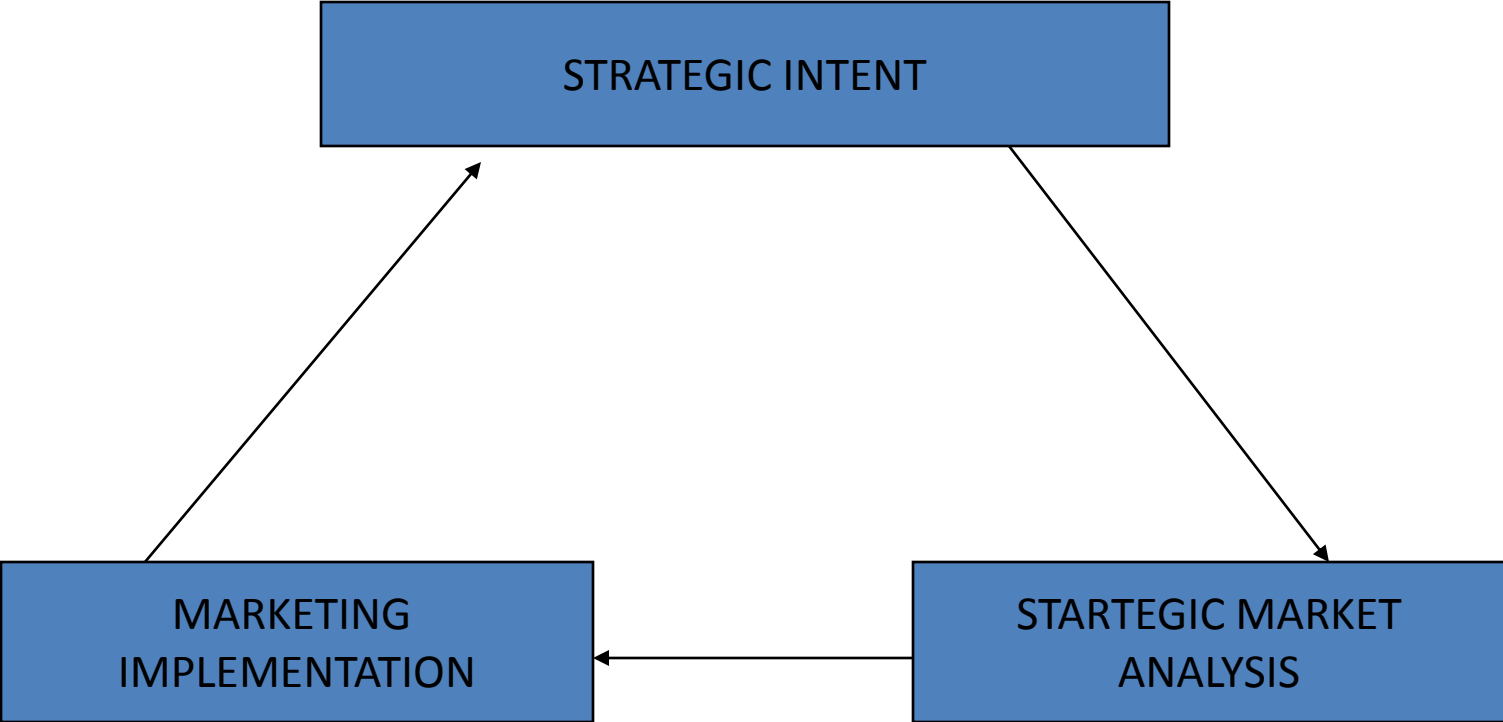 STRATEGIC INTENT
MARKETING
IMPLEMENTATION
STARTEGIC MARKET
ANALYSIS